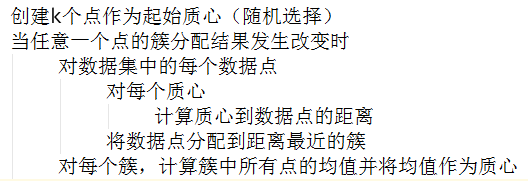 创建k个点作为起始质心（随机选择）
当任意一个点的簇分配结果发生改变时
对数据集中的每个数据点
对每个质心
计算质心到数据点的距离
将数据点分配到距离最近的簇
对每个簇，计算簇中所有点的均值并将均值作为质心